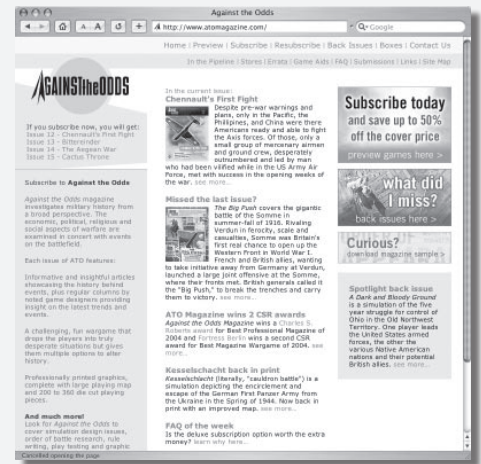 Against the Odds
A A
http://www.atomagazine.com/
Google
Home | Preview | Subscribe | Resubscribe | Back Issues | Boxes | Contact Us
In the Pipeline | Stores | Errata | Game Aids | FAQ | Submissions | Links | Site Map
AGAINSTtheODDS
If you subscribe now, you will get:
Issue 12 - Chennault's First Fight
Issue 13 - Bittereinder
Issue 14 - The Aegean War
Issue 15 - Cactus Throne
Subscribe to Against the Odds
Against the Odds magazine
investigates military history from
a broad perspective. The
economic, political, religious and
social aspects of warfare are
examined in concert with events
on the battlefield.
Each issue of ATO features:
Informative and insightful articles
showcasing the history behind
events, plus regular columns by
noted game designers providing
insight on the latest trends and
events.
A challenging, fun wargame that
drops the players into truly
desperate situations but gives
them multiple options to alter
history.
Professionally printed graphics,
complete with large playing map
and 200 to 360 die cut playing
pieces.
And much more!
Look for Against the Odds to
cover simulation design issues,
order of battle research, rule
writing, play testing and graphic
In the current issue:
Chennault's First Fight
Despite pre-war warnings and
plans, only in the Pacific, the
Philippines, and China were there
Americans ready and able to fight
the Axis forces. Of those, only a
small group of mercenary airmen
and ground crew, desperately
outnumbered and led by man
who had been vilified while in the US Army Air
Force, met with success in the opening weeks of
the war. see more...
Missed the last issue?
The Big Push covers the gigantic
battle of the Somme in
summer-fall of 1916. Rivaling
Verdun in ferocity, scale and
casualties, Somme was Britain's
first real chance to open up the
Western Front in World War I.
French and British allies, wanting
to take initiative away from Germany at Verdun,
launched a large joint offensive at the Somme,
where their fronts met. British generals called it
the "Big Push," to break the trenches and carry
them to victory. see more...
ATO Magazine wins 2 CSR awards
Against the Odds Magazine wins a Charles S.
Roberts award for Best Professional Magazine of
2004 and Fortress Berlin wins a second CSR
award for Best Magazine Wargame of 2004. see
more...
Kesselschacht back in print
Kesselschacht (literally, "cauldron battle") is a
simulation depicting the encirclement and
escape of the German First Panzer Army from
the Ukraine in the Spring of 1944. Now back in
print with an improved map. see more...
FAQ of the week
Is the deluxe subscription option worth the extra
money? learn why here...
Subscribe today
and save up to 50%
off the cover price
preview games here >
what did
I miss?
back issues here >
Curious?
download magazine sample >
Spotlight back issue
A Dark and Bloody Ground
is a simulation of the five
year struggle for control of
Ohio in the Old Northwest
Territory. One player leads
the United States armed
forces, the other the
various Native American
nations and their potential
British allies. see more...
Cancelled opening the page